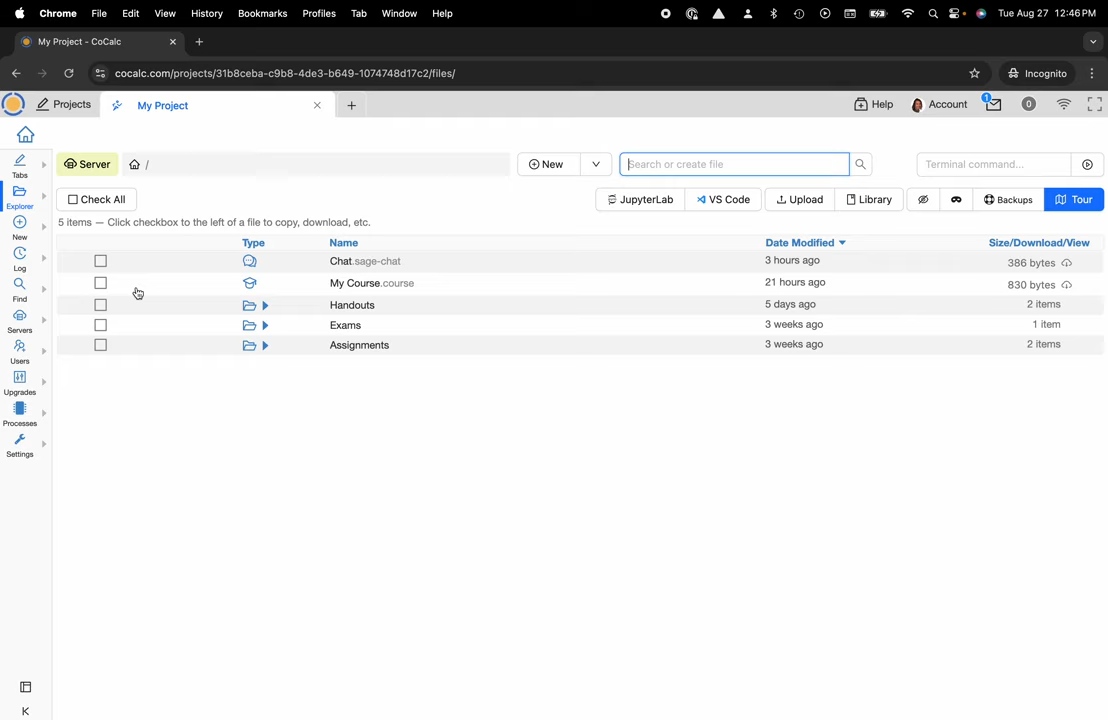 Chrome File Edit View History Bookmarks Profiles Tab Window Help Tue Aug 27 12:46 PM
My Project - CoCalc
cocalc.com/projects/31b8ceba-c9b8-4de3-b649-1074748d17c2/files/ Incognito
Projects My Project Help Account 1 0
Server / New Search or create file Terminal command...
Tabs
Check All JupyterLab VS Code Upload Library Backups Tour
Explorer
5 items — Click checkbox to the left of a file to copy, download, etc.
New
Type Name Date Modified Size/Download/View
Chat.sage-chat 3 hours ago 386 bytes
Log
My Course.course 21 hours ago 830 bytes
Find
Handouts 5 days ago 2 items
Exams 3 weeks ago 1 item
Servers
Assignments 3 weeks ago 2 items
Users
Upgrades
Processes
Settings